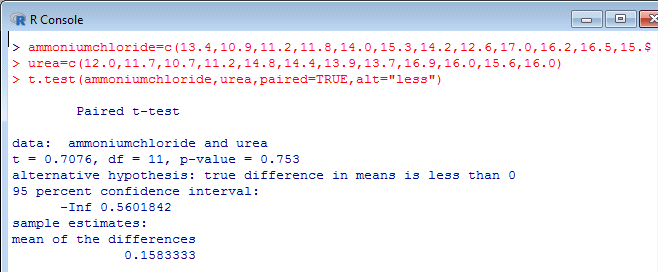 R Console
> ammoniumchloride=c(13.4,10.9,11.2,11.8,14.0,15.3,14.2,12.6,17.0,16.2,16.5,15.$
> urea=c(12.0,11.7,10.7,11.2,14.8,14.4,13.9,13.7,16.9,16.0,15.6,16.0)
> t.test(ammoniumchloride,urea,paired=TRUE,alt="less")
Paired t-test
data:  ammoniumchloride and urea
t = 0.7076, df = 11, p-value = 0.753
alternative hypothesis: true difference in means is less than 0
95 percent confidence interval:
-Inf 0.5601842
sample estimates:
mean of the differences
0.1583333